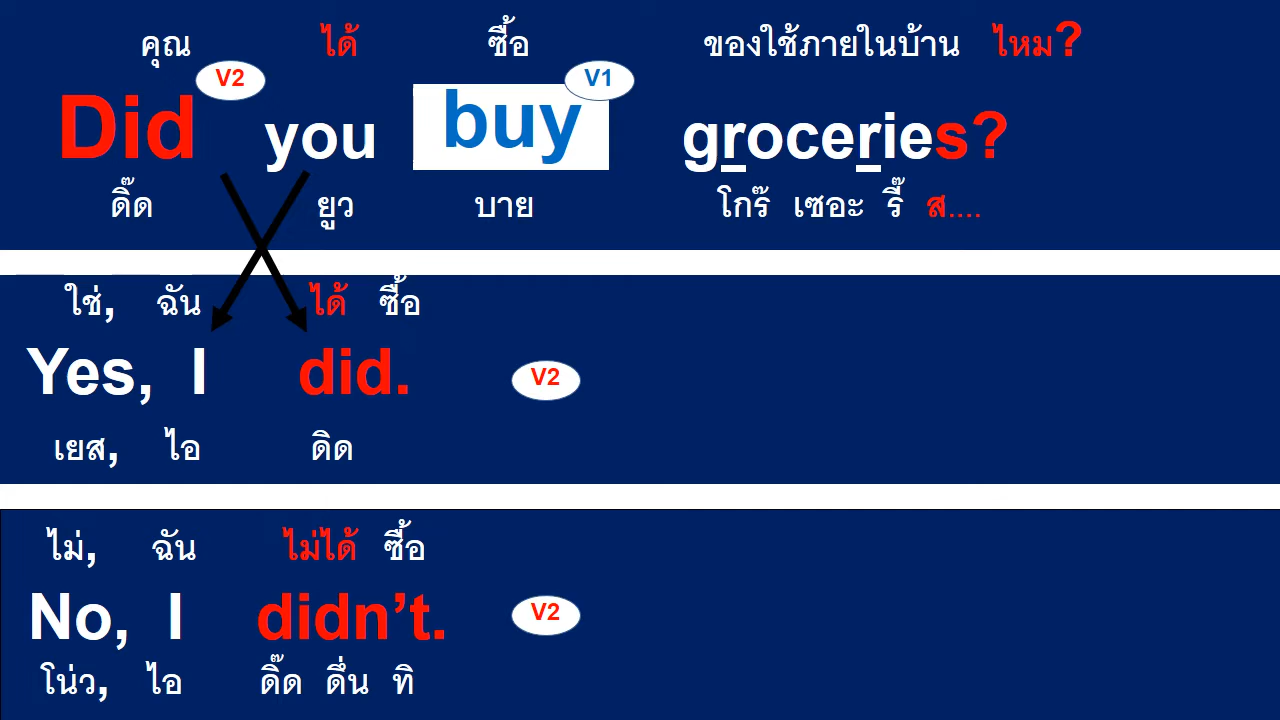 คุณ ได้ ซื้อ ของใช้ภายในบ้าน ไหม?
V2 V1
Did you buy groceries?
ดิ๊ด ยูว บาย โกร๊ เซอะ รี๊ ส....
ใช่, ฉัน ได้ ซื้อ
Yes, I did. V2
เยส, ไอ ดิด
ไม่, ฉัน ไม่ได้ ซื้อ
No, I didn’t. V2
โน่ว, ไอ ดิ๊ด ดึ่น ทิ